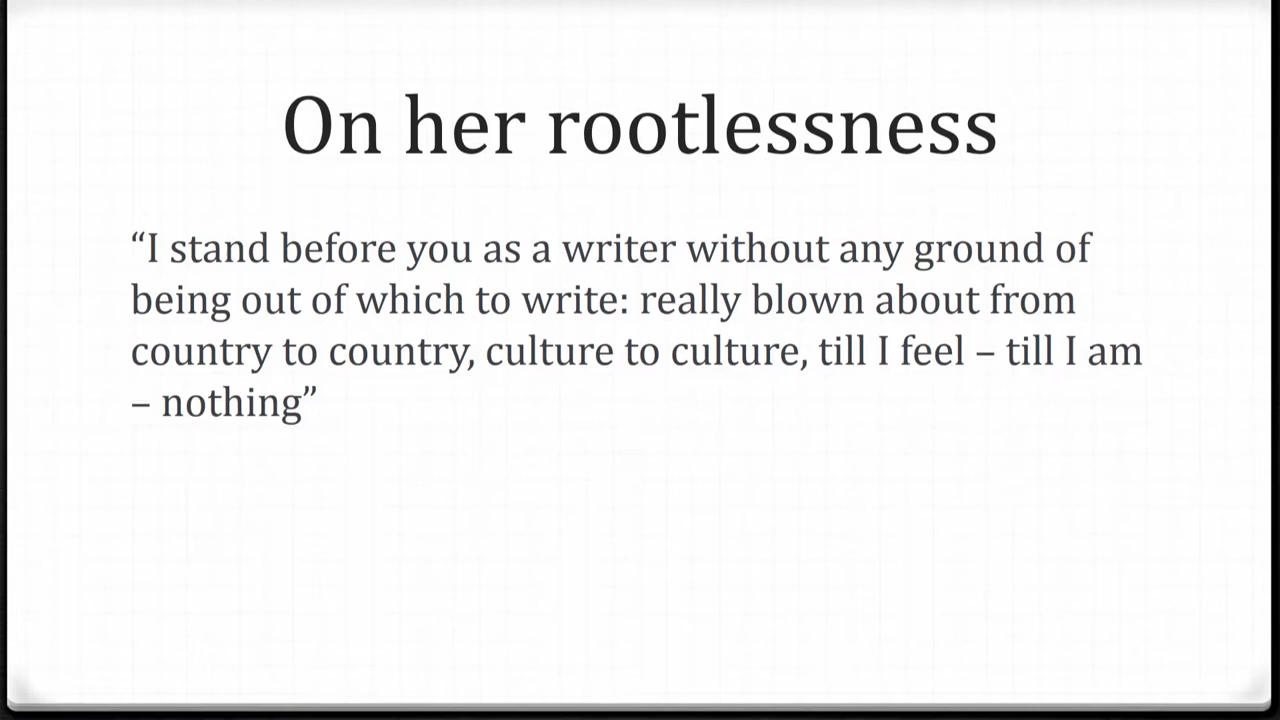 On her rootlessness
“I stand before you as a writer without any ground of
being out of which to write: really blown about from
country to country, culture to culture, till I feel – till I am
– nothing”